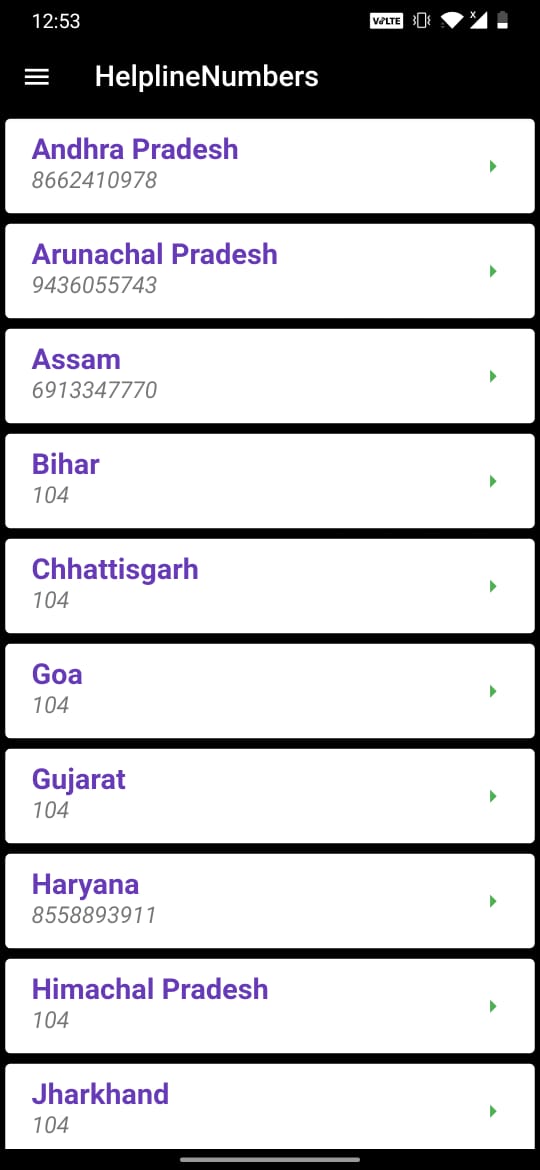 12:53
VoLTE
HelplineNumbers
Andhra Pradesh
8662410978
Arunachal Pradesh
9436055743
Assam
6913347770
Bihar
104
Chhattisgarh
104
Goa
104
Gujarat
104
Haryana
8558893911
Himachal Pradesh
104
Jharkhand
104